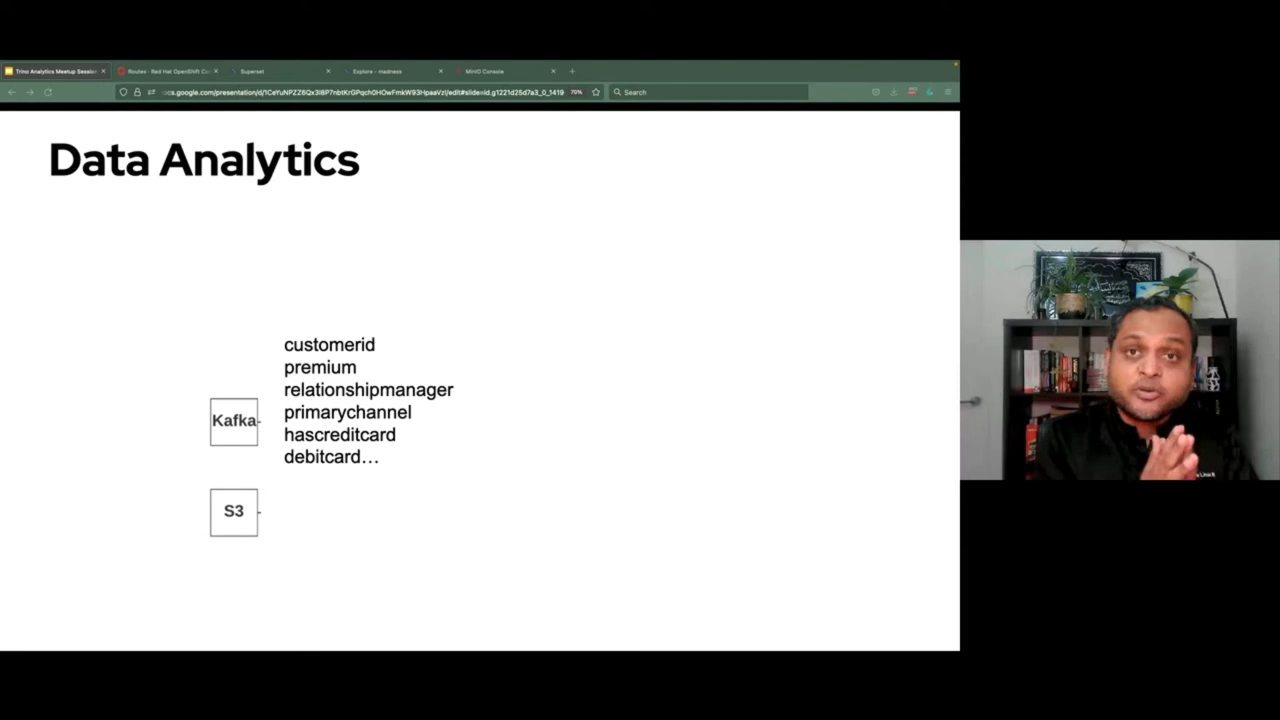 Trino Analytics Meetup Session
Routes - Red Hat OpenShift Co
Superset
Explore - madness
MinIO Console
70%
Search
Data Analytics
customerid
premium
relationshipmanager
Kafka
primarychannel
hascreditcard
debitcard…
S3